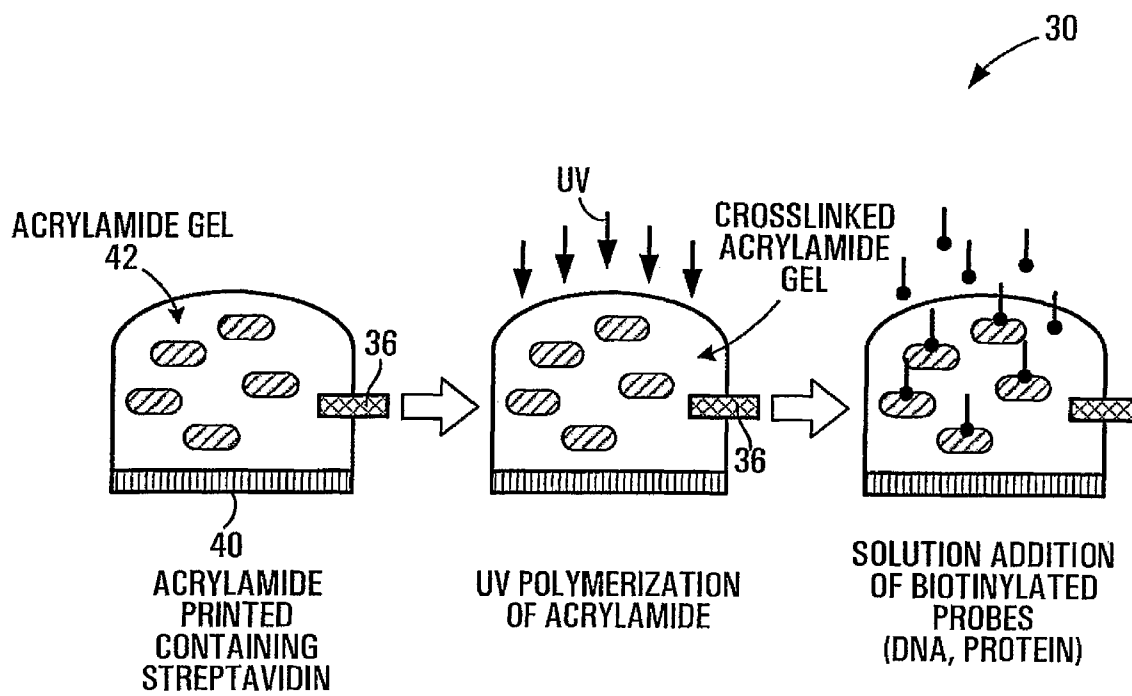 30
UV
ACRYLAMIDE GEL
42
CROSSLINKED
ACRYLAMIDE
GEL
36
36
40
ACRYLAMIDE
PRINTED
CONTAINING
STREPTAVIDIN
UV POLYMERIZATION
OF ACRYLAMIDE
SOLUTION ADDITION
OF BIOTINYLATED
PROBES
(DNA, PROTEIN)